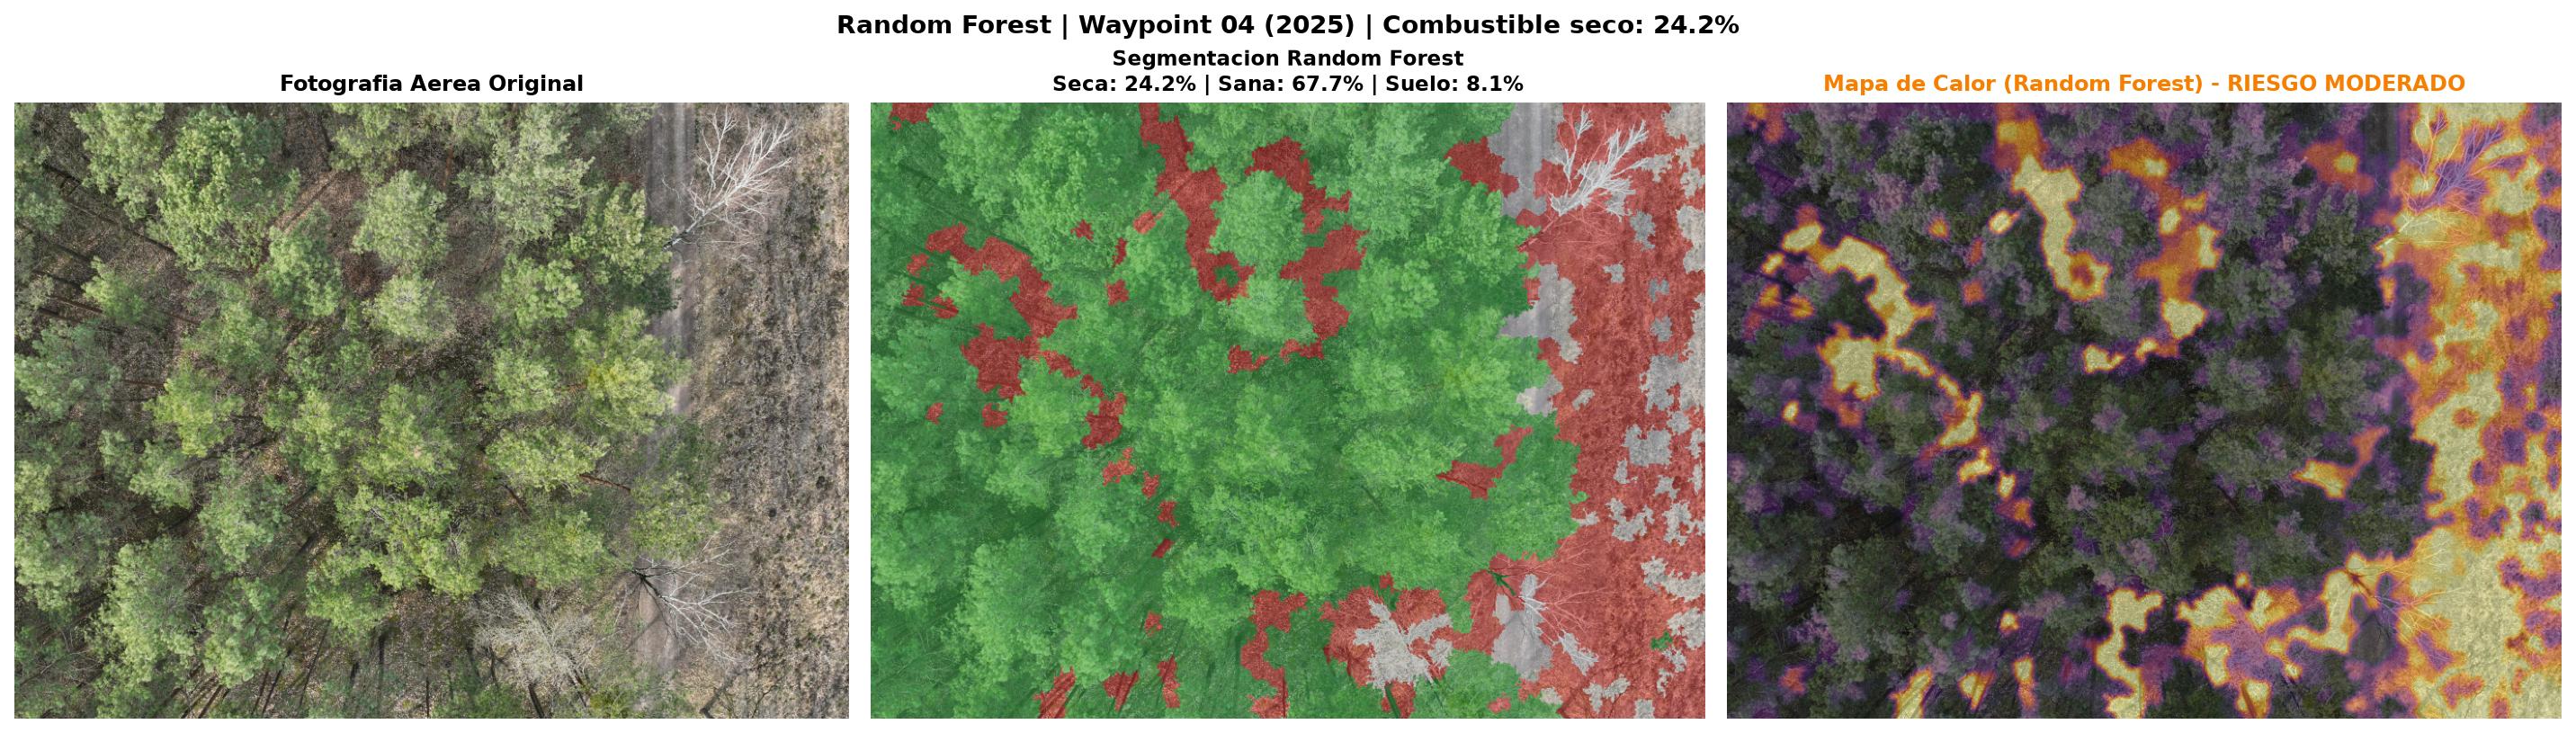 Random Forest | Waypoint 04 (2025) | Combustible seco: 24.2%
Fotografia Aerea Original
Segmentacion Random Forest
Seca: 24.2% | Sana: 67.7% | Suelo: 8.1%
Mapa de Calor (Random Forest) - RIESGO MODERADO